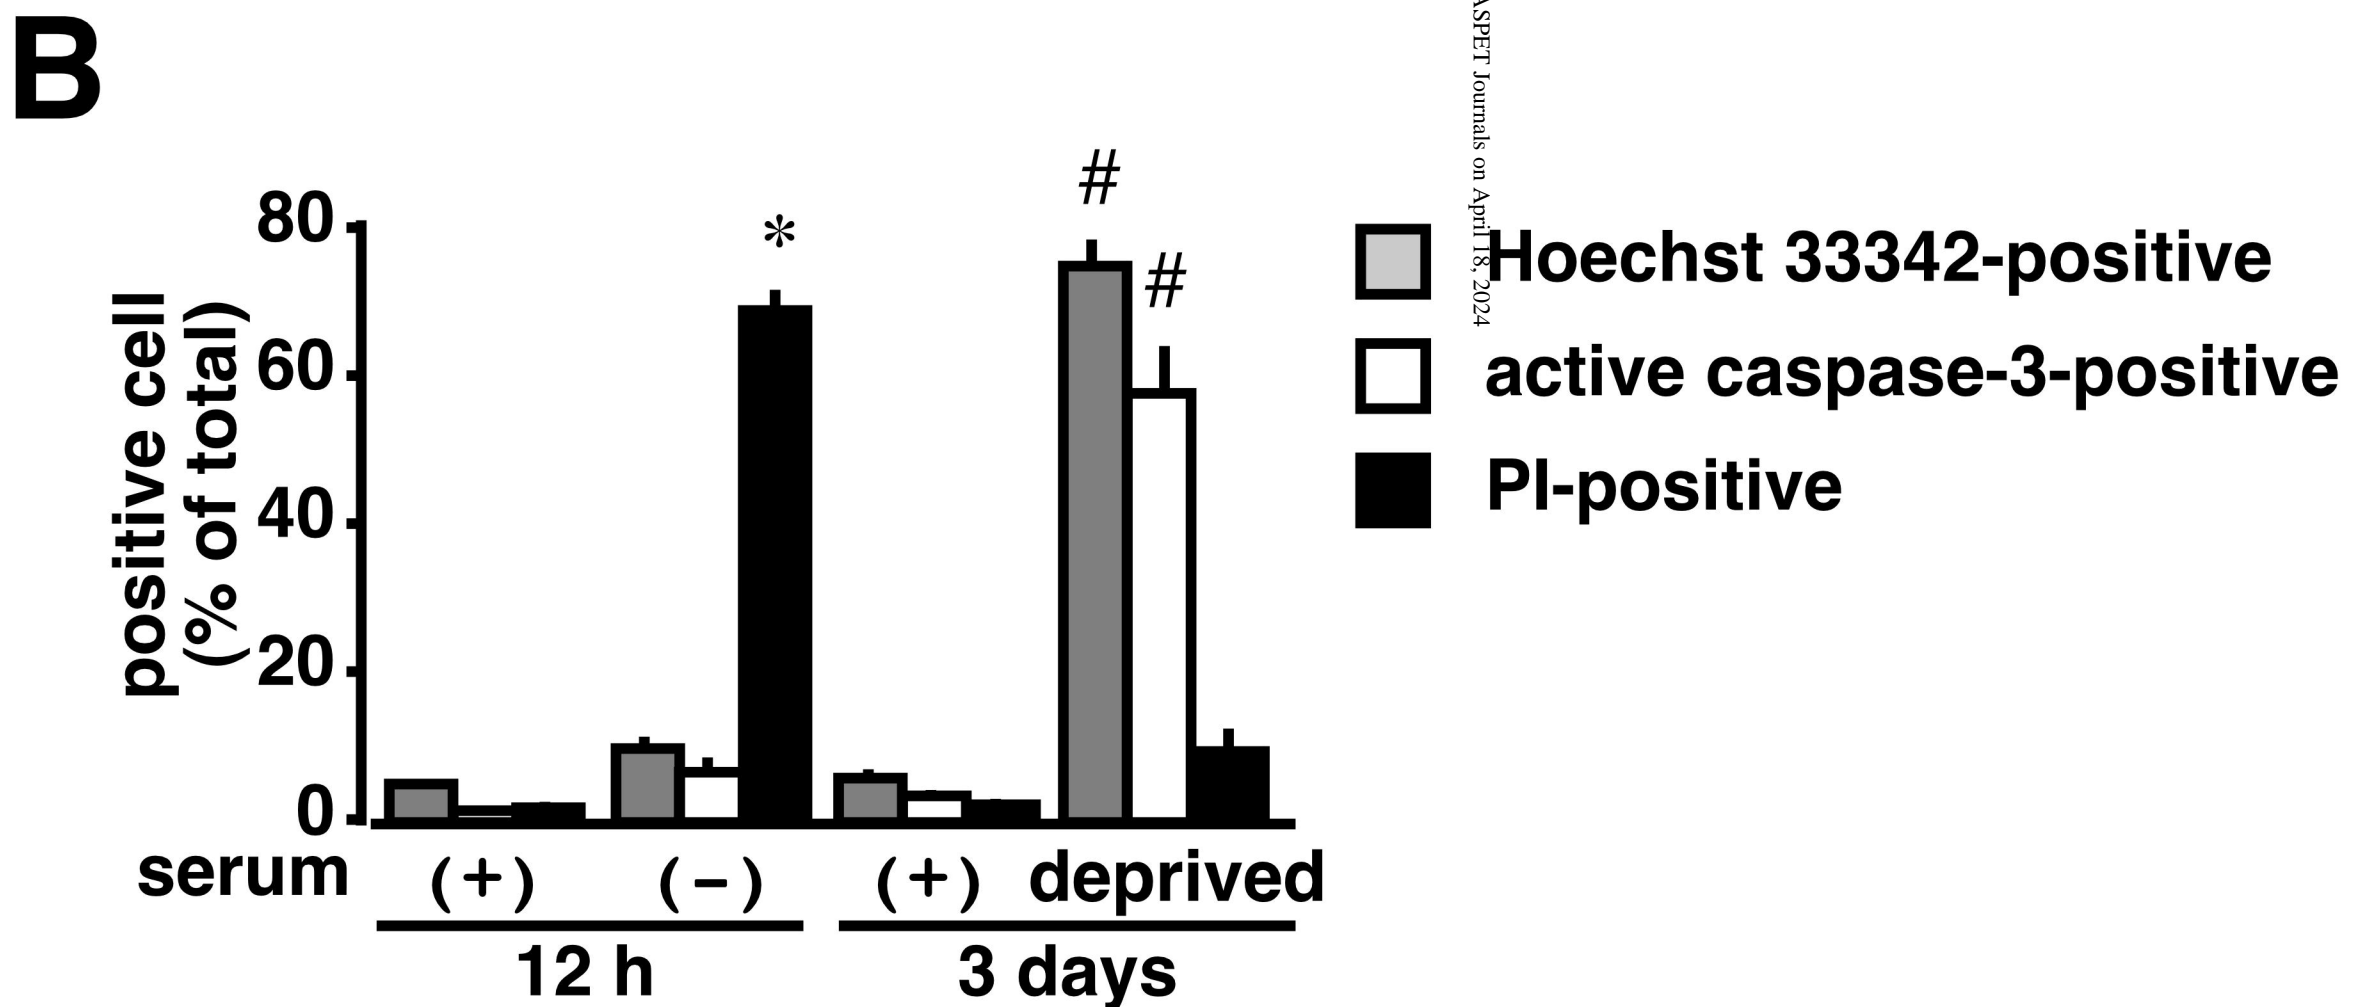 B
ASPET Journals on April 18, 2024
positive cell
(% of total)
80
60
40
20
0
*
#
#
Hoechst 33342-positive
active caspase-3-positive
PI-positive
serum (+) (−) (+) deprived
12 h 3 days